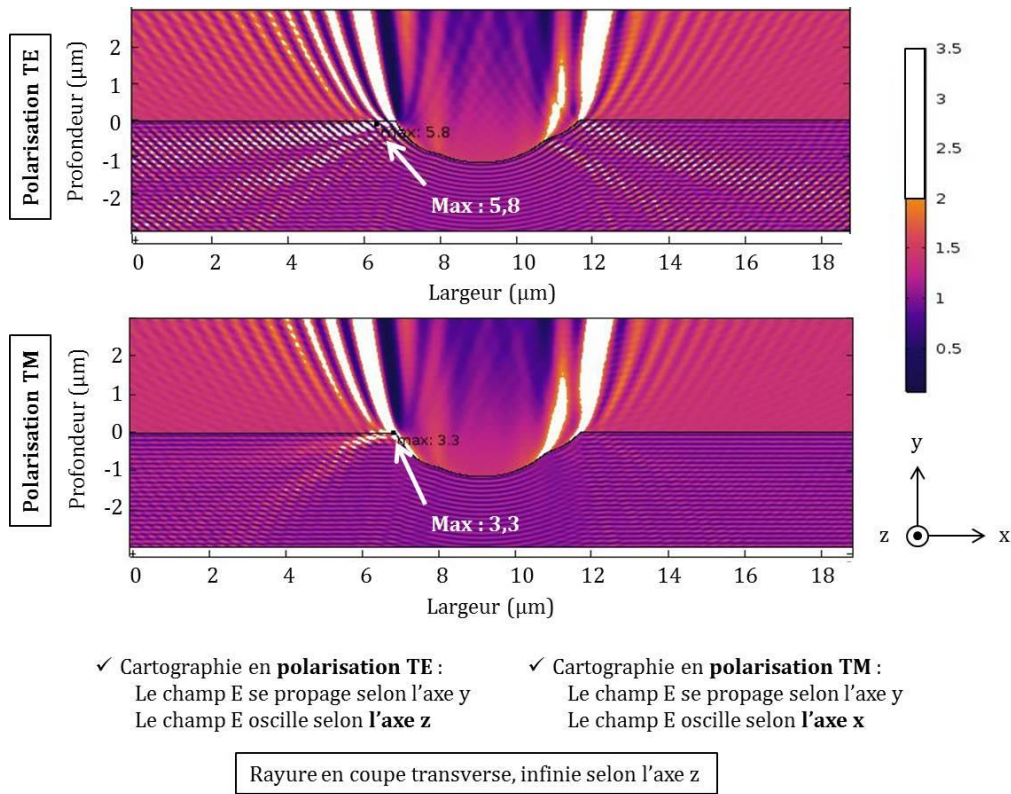 Polarisation TE
Profondeur (µm)
2
1
0
-1
-2
max: 5.8
Max : 5,8
0 2 4 6 8 10 12 14 16 18
Largeur (µm)
3.5
3
2.5
2
1.5
1
0.5
Polarisation TM
Profondeur (µm)
2
1
0
-1
-2
max: 3.3
Max : 3,3
0 2 4 6 8 10 12 14 16 18
Largeur (µm)
y
z
x
✓ Cartographie en polarisation TE :
Le champ E se propage selon l’axe y
Le champ E oscille selon l’axe z
✓ Cartographie en polarisation TM :
Le champ E se propage selon l’axe y
Le champ E oscille selon l’axe x
Rayure en coupe transverse, infinie selon l’axe z